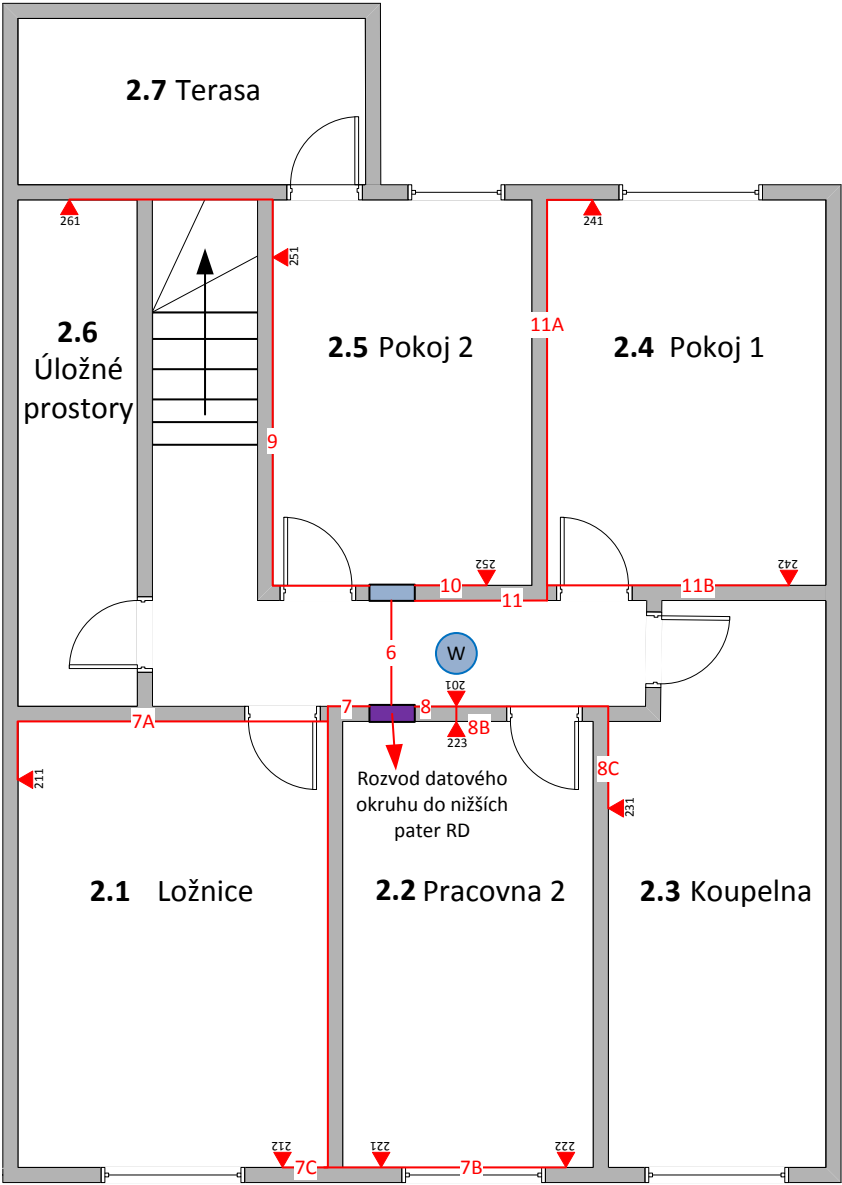 2.7 Terasa
261
251
241
2.6
Úložné
prostory
2.5 Pokoj 2
11A
2.4 Pokoj 1
9
252
242
10
11
11B
6
W
201
7
8
7A
8B
223
8C
211
Rozvod datového
okruhu do nižších
pater RD
231
2.1 Ložnice
2.2 Pracovna 2
2.3 Koupelna
212
221
222
7C
7B